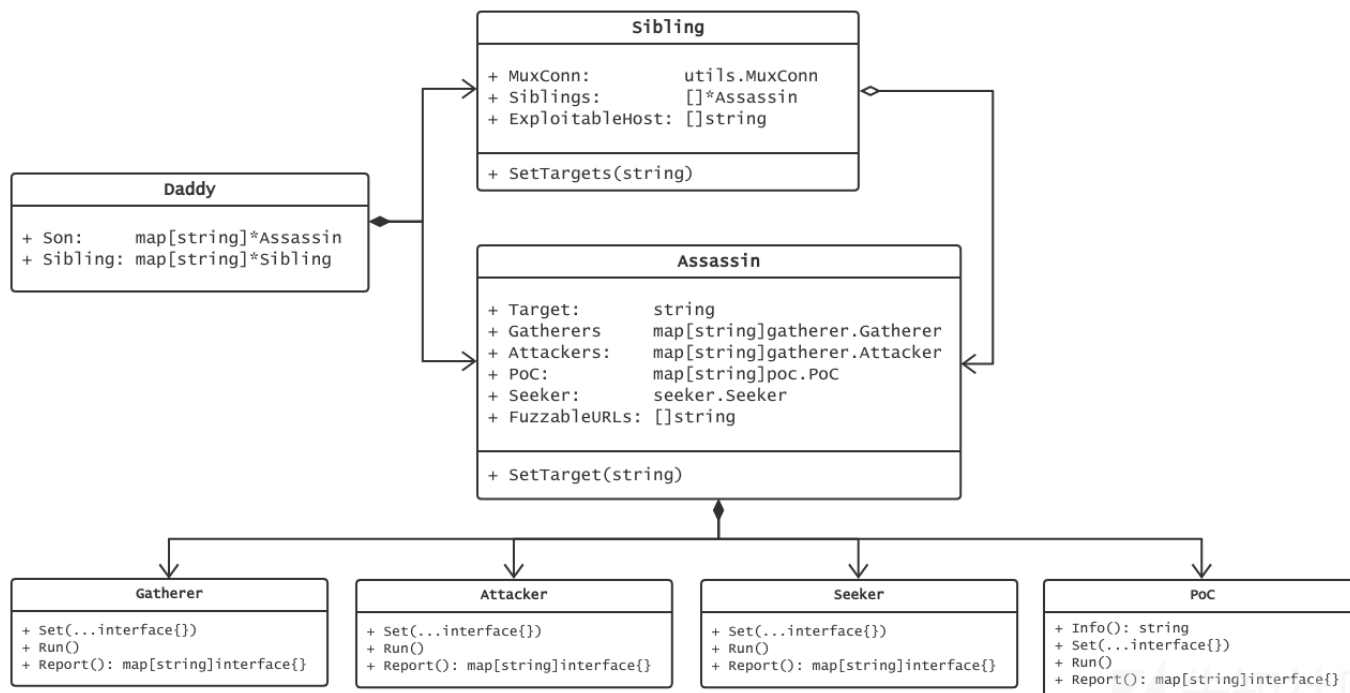 Sibling
+ MuxConn: utils.MuxConn
+ Siblings: []*Assassin
+ ExploitableHost: []string
+ SetTargets(string)
Daddy
+ Son: map[string]*Assassin
+ Sibling: map[string]*Sibling
Assassin
+ Target: string
+ Gatherers map[string]gatherer.Gatherer
+ Attackers: map[string]gatherer.Attacker
+ PoC: map[string]poc.PoC
+ Seeker: seeker.Seeker
+ FuzzableURLs: []string
+ SetTarget(string)
Gatherer
+ Set(...interface{})
+ Run()
+ Report(): map[string]interface{}
Attacker
+ Set(...interface{})
+ Run()
+ Report(): map[string]interface{}
Seeker
+ Set(...interface{})
+ Run()
+ Report(): map[string]interface{}
PoC
+ Info(): string
+ Set(...interface{})
+ Run()
+ Report(): map[string]interface{}